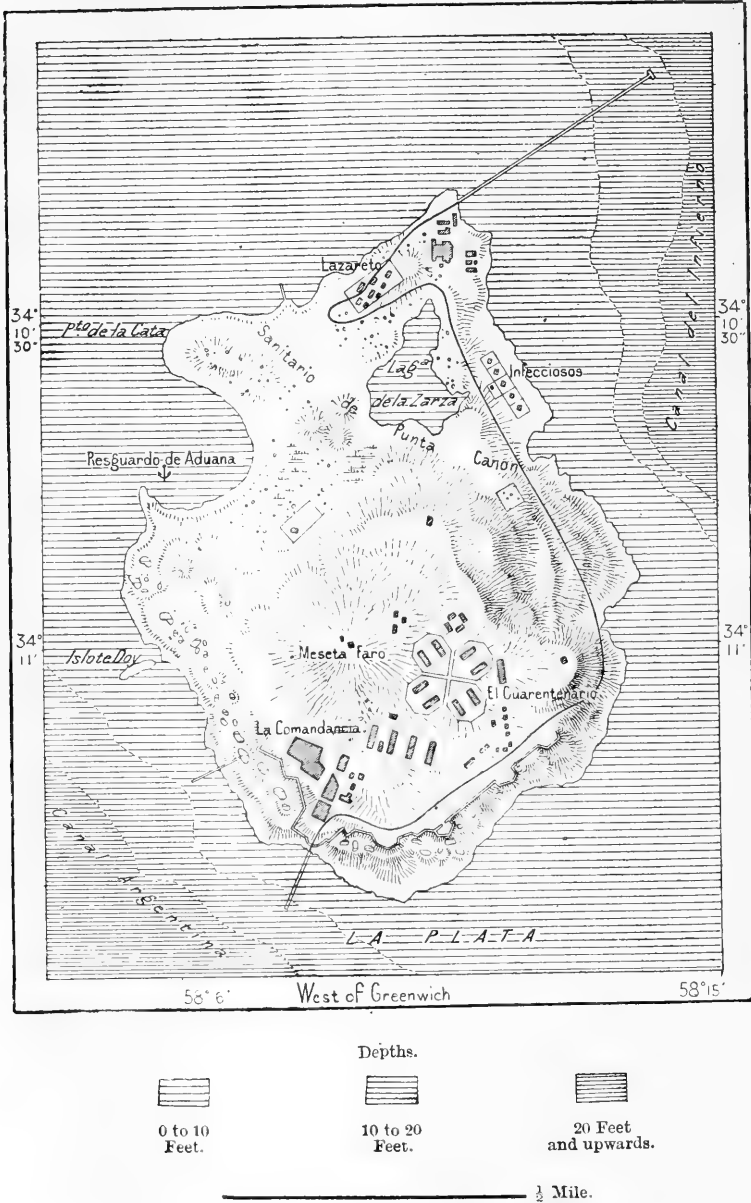 Canal del Infierno
Lazareto
34°
10'
30"
34°
10'
30"
Pto. de la Cata
Sanitario
de
Laga
de la Zarza
Infecciosos
Punta
Cañon
Resguardo de Aduana
34°
11'
34°
11'
Islote Doy
Meseta Faro
El Cuarentenario
La Comandancia
Canal Argentina
LA PLATA
58° 6'
West of Greenwich
58° 15'
Depths.
0 to 10
Feet.
10 to 20
Feet.
20 Feet
and upwards.
½ Mile.